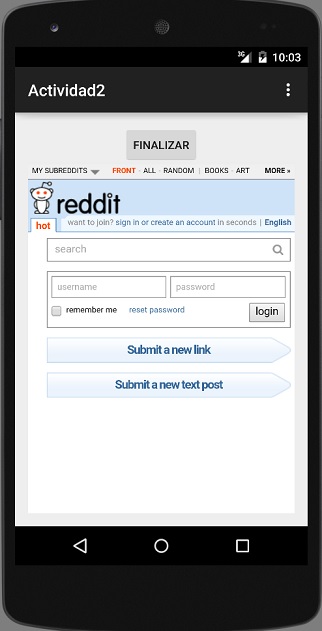 3G 10:03
Actividad2
FINALIZAR
MY SUBREDDITS FRONT - ALL - RANDOM | BOOKS - ART MORE »
reddit
hot want to join? sign in or create an account in seconds | English
search
username password
remember me reset password login
Submit a new link
Submit a new text post